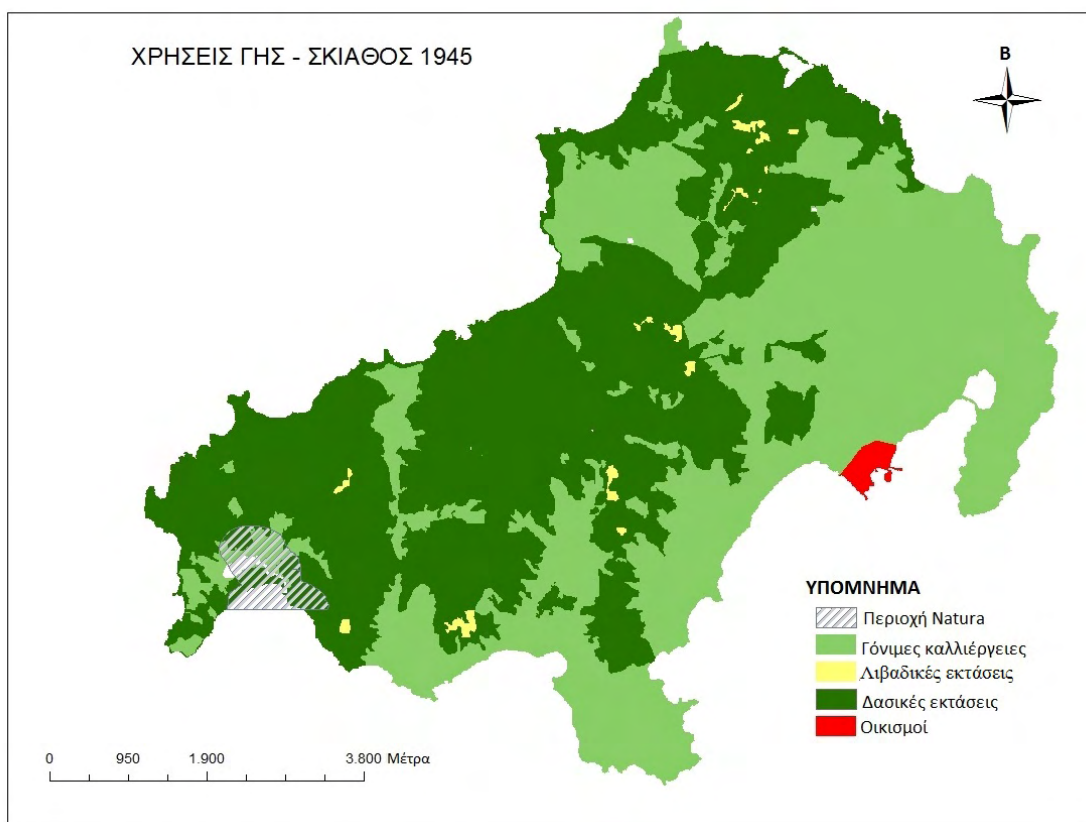 ΧΡΗΣΕΙΣ ΓΗΣ - ΣΚΙΑΘΟΣ 1945
Β
ΥΠΟΜΝΗΜΑ
Περιοχή Natura
Γόνιμες καλλιέργειες
Λιβαδικές εκτάσεις
Δασικές εκτάσεις
Οικισμοί
0 950 1.900 3.800 Μέτρα